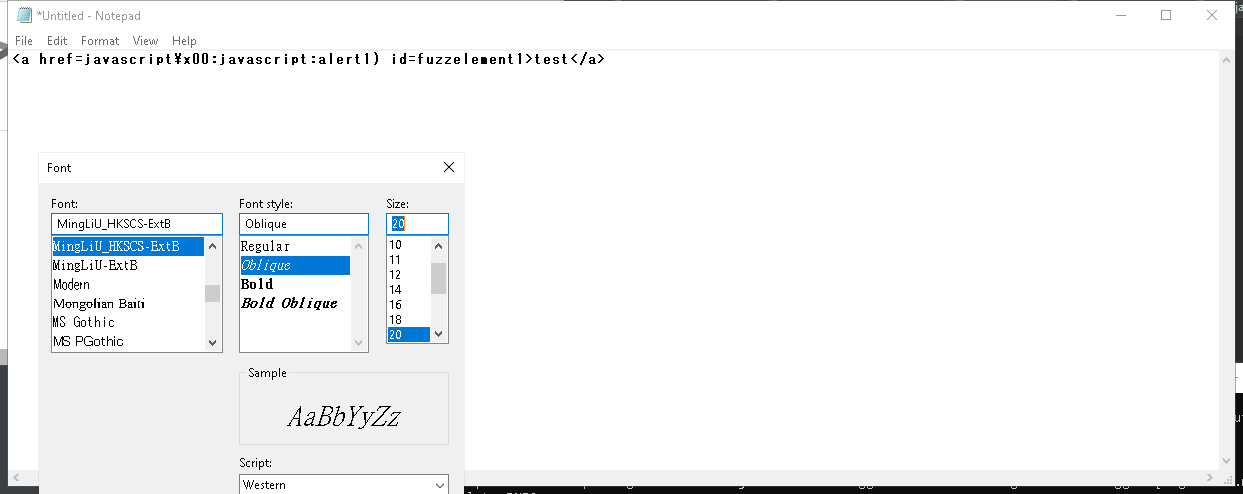 *Untitled - Notepad
File Edit Format View Help
<a href=javascript¥x00:javascript:alert1) id=fuzzelement1>test</a>
Font
Font: Font style: Size:
MingLiU_HKSCS-ExtB Oblique 20
MingLiU_HKSCS-ExtB Regular 10
MingLiU-ExtB Oblique 11
Modern Bold 12
Mongolian Baiti Bold Oblique 14
MS Gothic 16
MS PGothic 18
20
Sample
AaBbYyZz
Script:
Western